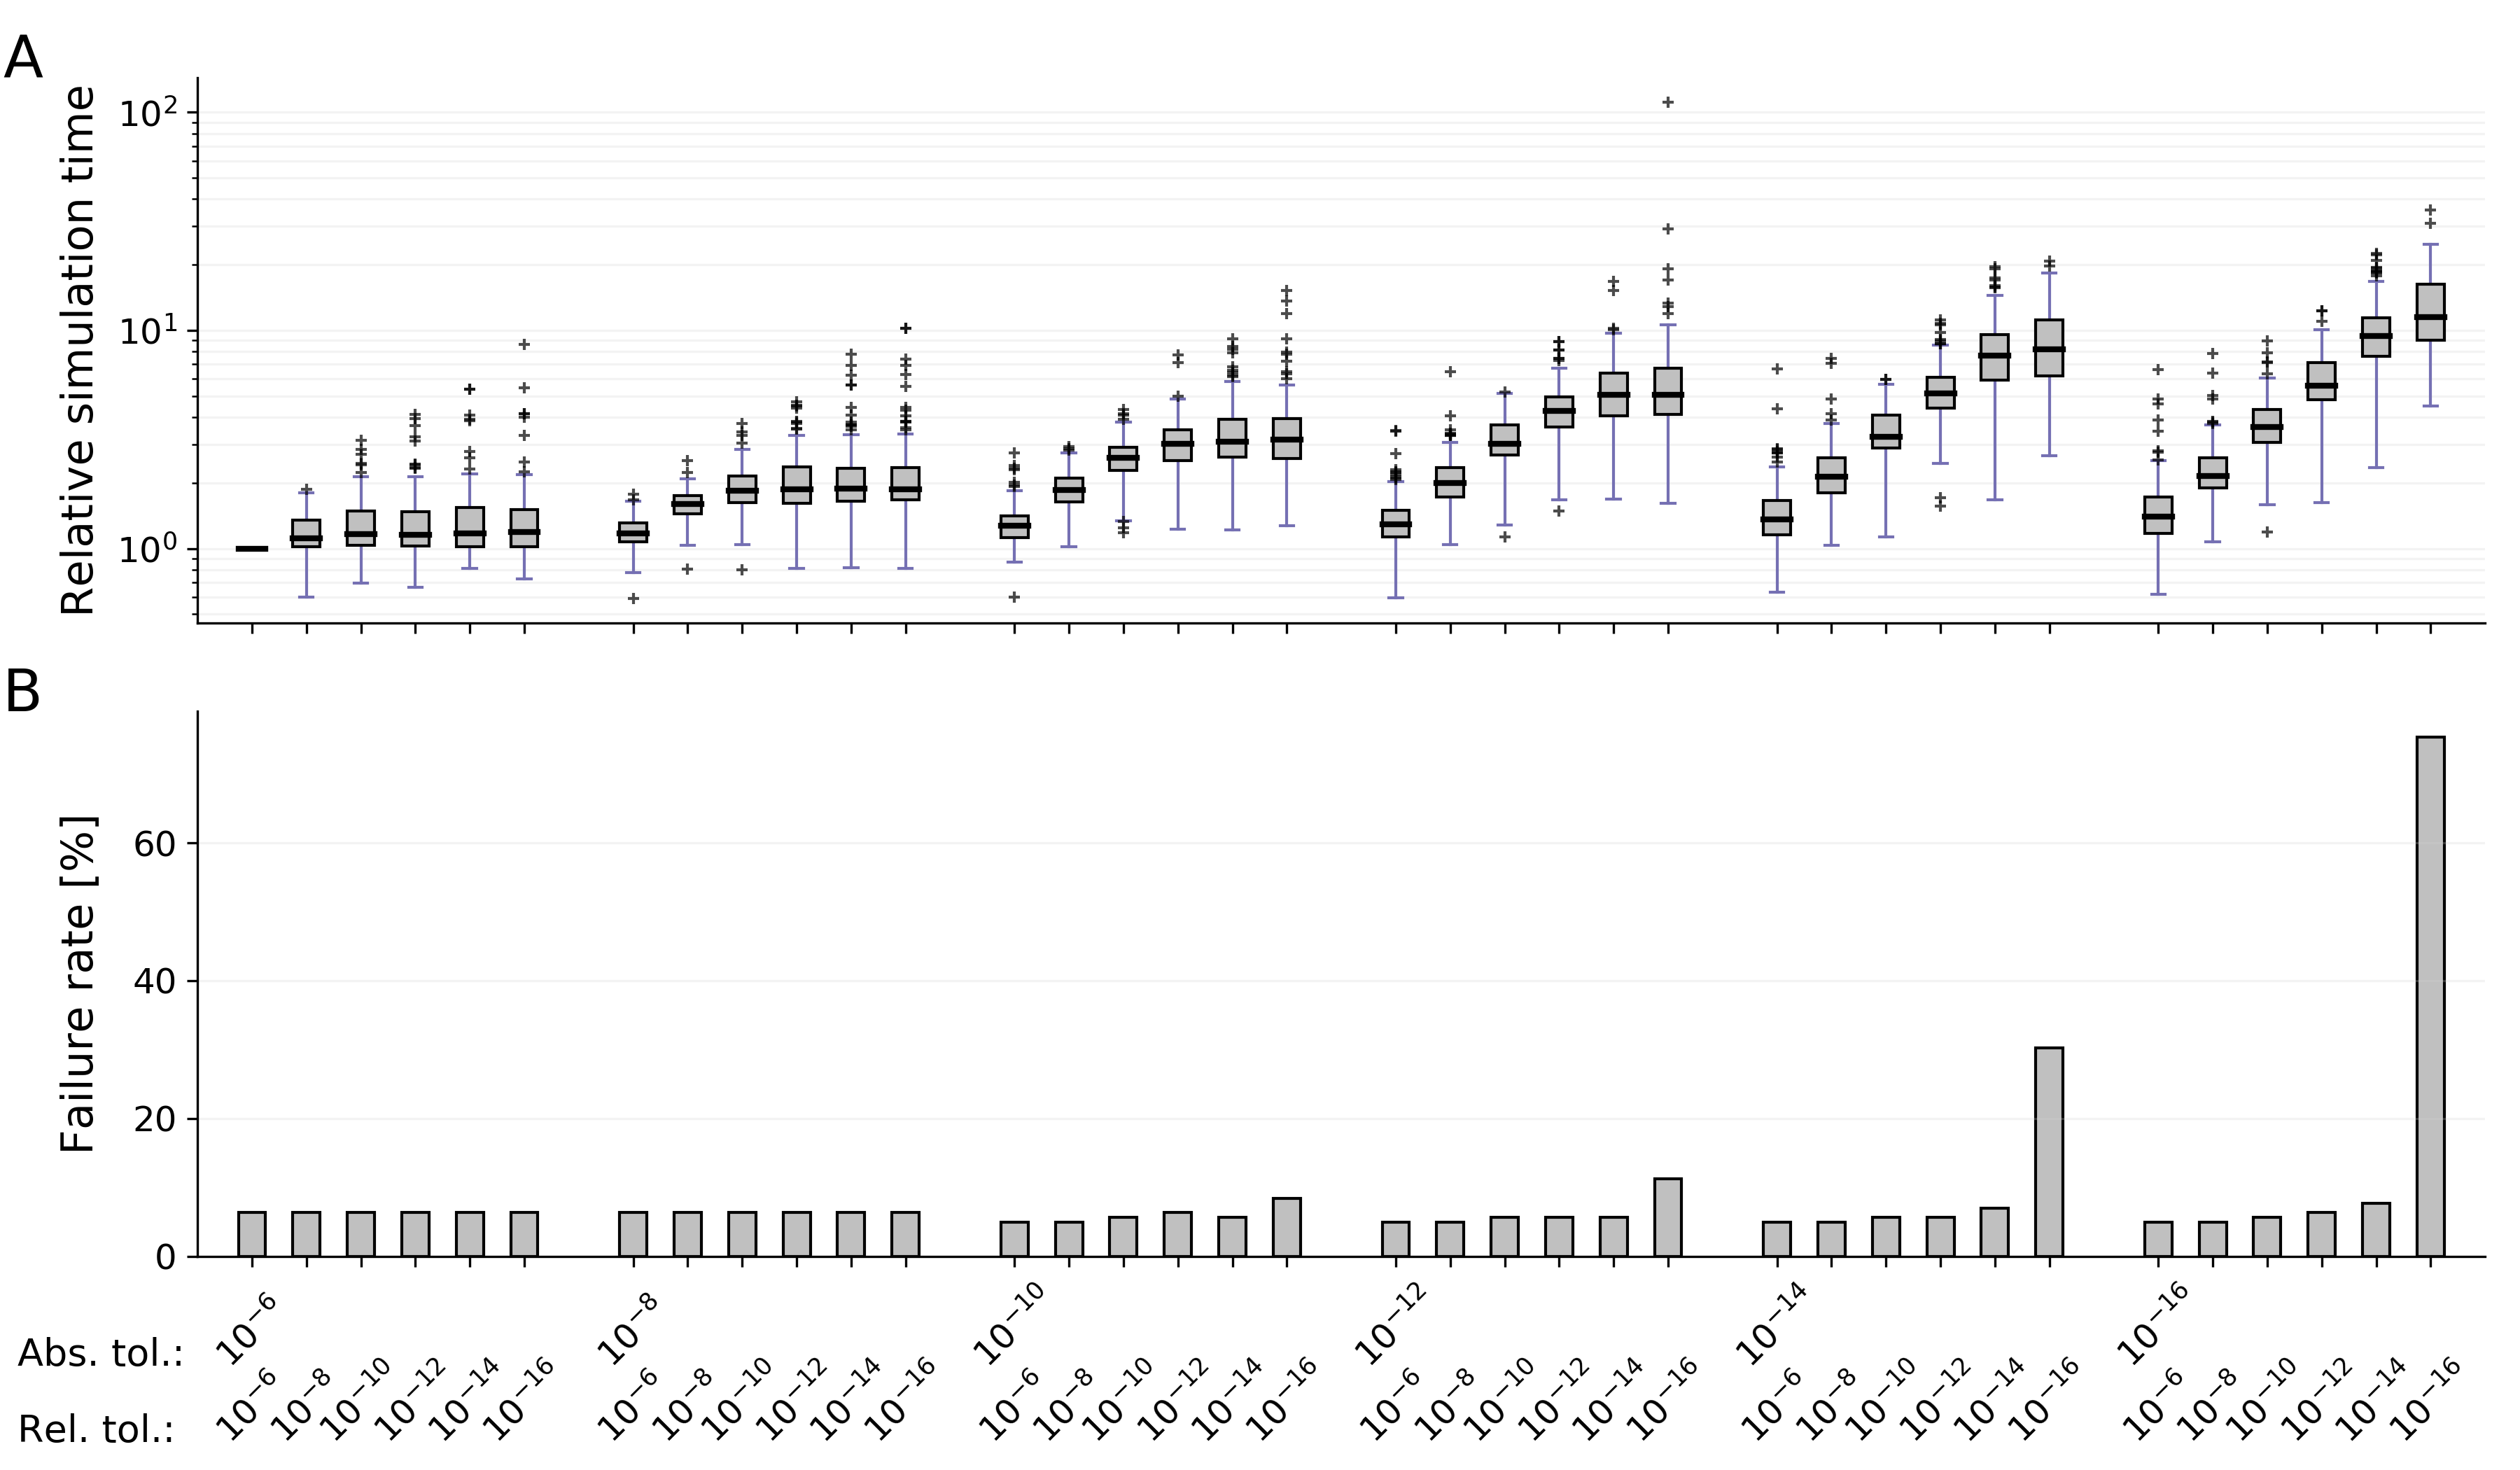 A
Relative simulation time
10²
10¹
10⁰
B
Failure rate [%]
60
40
20
0
Abs. tol.: 10⁻⁶ 10⁻⁸ 10⁻¹⁰ 10⁻¹² 10⁻¹⁴ 10⁻¹⁶
Rel. tol.: 10⁻⁶ 10⁻⁸ 10⁻¹⁰ 10⁻¹² 10⁻¹⁴ 10⁻¹⁶ 10⁻⁶ 10⁻⁸ 10⁻¹⁰ 10⁻¹² 10⁻¹⁴ 10⁻¹⁶ 10⁻⁶ 10⁻⁸ 10⁻¹⁰ 10⁻¹² 10⁻¹⁴ 10⁻¹⁶ 10⁻⁶ 10⁻⁸ 10⁻¹⁰ 10⁻¹² 10⁻¹⁴ 10⁻¹⁶ 10⁻⁶ 10⁻⁸ 10⁻¹⁰ 10⁻¹² 10⁻¹⁴ 10⁻¹⁶ 10⁻⁶ 10⁻⁸ 10⁻¹⁰ 10⁻¹² 10⁻¹⁴ 10⁻¹⁶